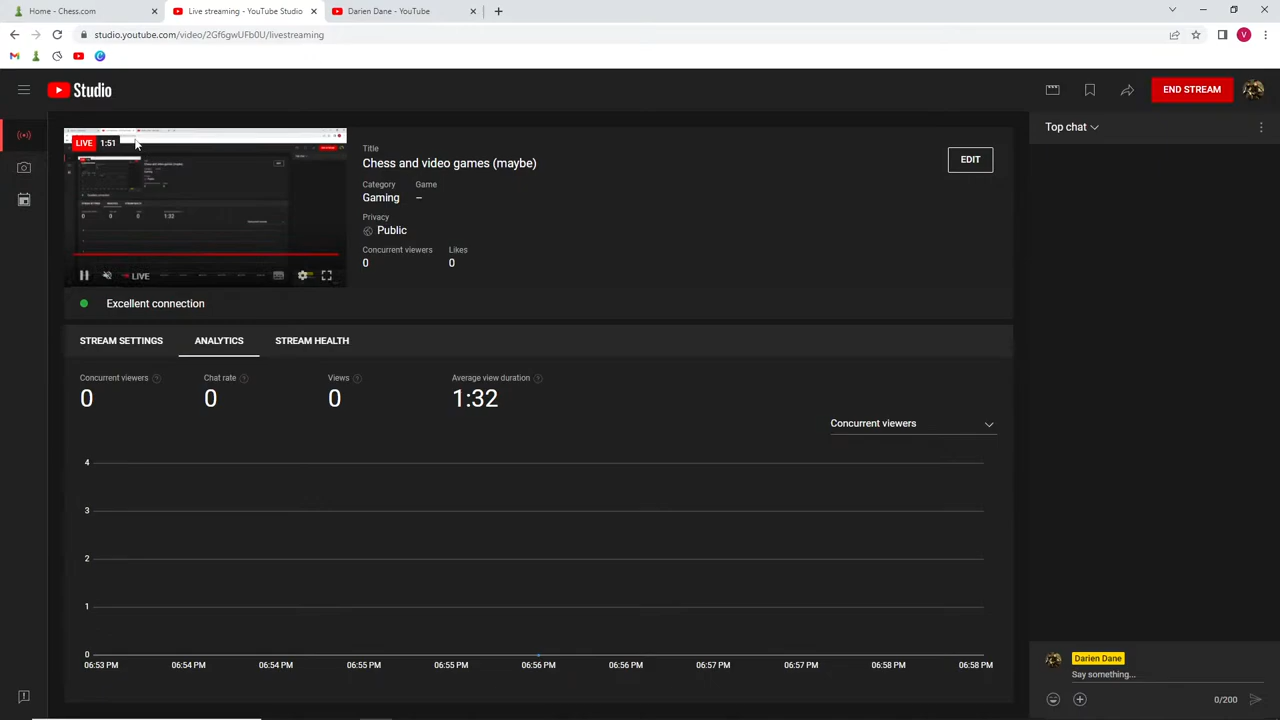 Home - Chess.com
Live streaming - YouTube Studio
Darien Dane - YouTube
studio.youtube.com/video/2Gf6gwUFb0U/livestreaming
V
Studio
END STREAM
LIVE 1:51
LIVE
Title
Chess and video games (maybe)
Category Game
Gaming –
Privacy
Public
Concurrent viewers Likes
0 0
EDIT
Excellent connection
STREAM SETTINGS ANALYTICS STREAM HEALTH
Concurrent viewers Chat rate Views Average view duration
0 0 0 1:32
Concurrent viewers
4
3
2
1
0
06:53 PM 06:54 PM 06:54 PM 06:55 PM 06:55 PM 06:56 PM 06:56 PM 06:57 PM 06:57 PM 06:58 PM 06:58 PM
Top chat
Darien Dane
Say something...
0/200